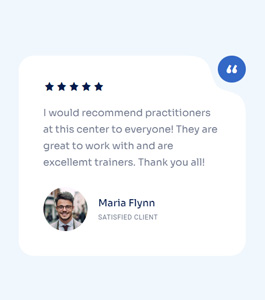 “
I would recommend practitioners
at this center to everyone! They are
great to work with and are
excellemt trainers. Thank you all!
Maria Flynn
SATISFIED CLIENT